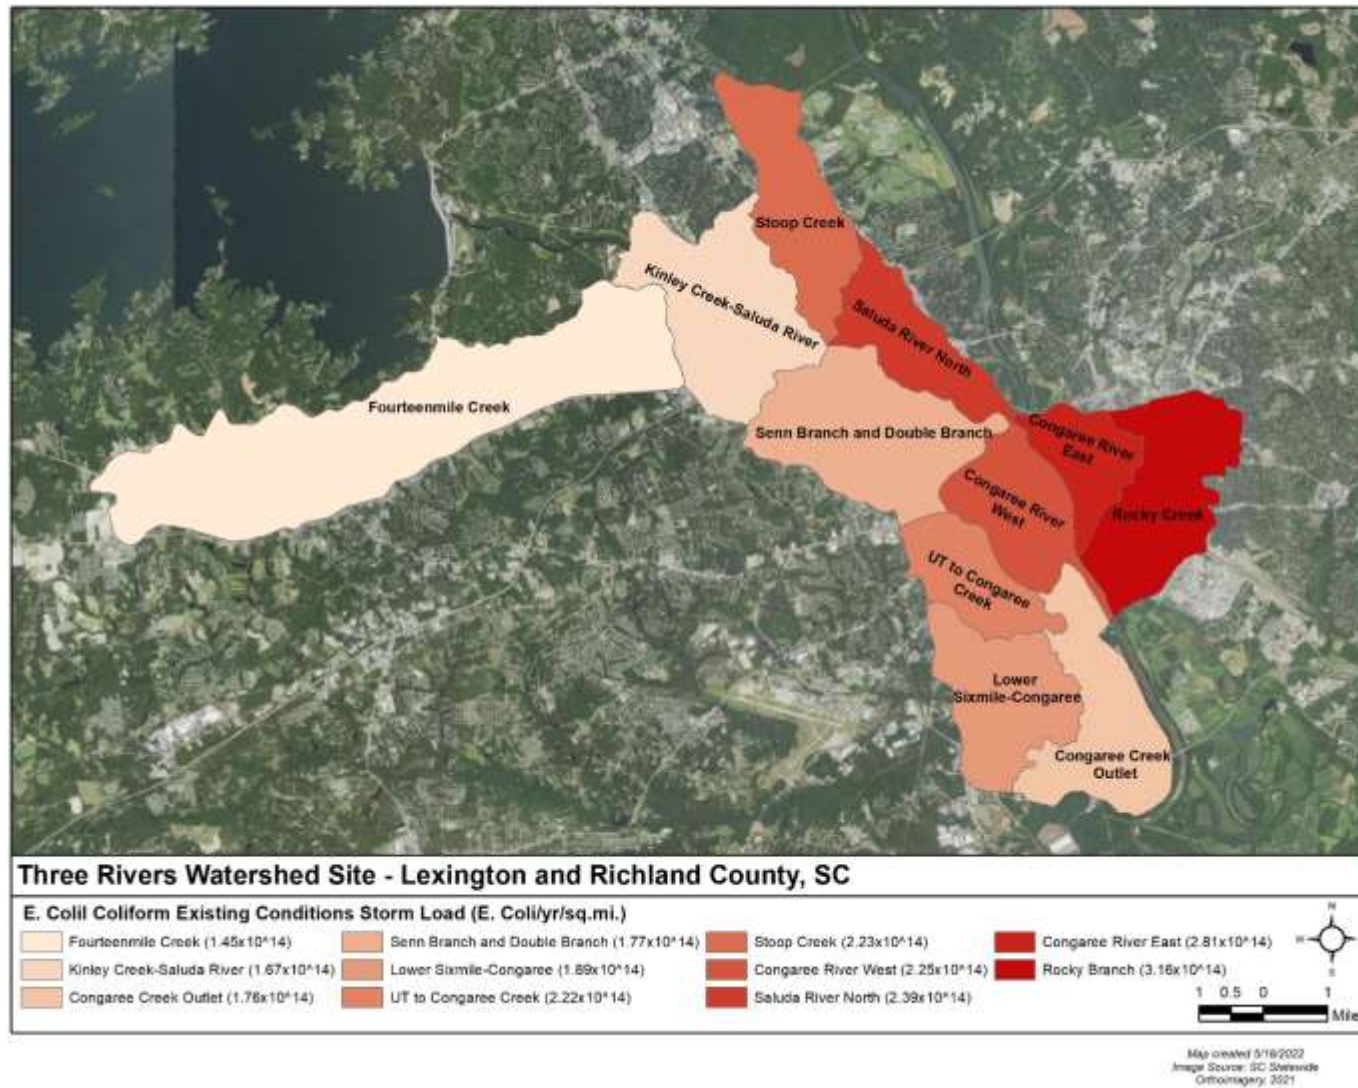 Stoop Creek
Kinley Creek-Saluda River
Saluda River North
Fourteenmile Creek
Senn Branch and Double Branch
Congaree River
East
Congaree River
West
Rocky Creek
UT to Congaree
Creek
Lower
Sixmile-Congaree
Congaree Creek
Outlet
Three Rivers Watershed Site - Lexington and Richland County, SC
E. Colil Coliform Existing Conditions Storm Load (E. Coli/yr/sq.mi.)
Fourteenmile Creek (1.45x10^14)
Kinley Creek-Saluda River (1.67x10^14)
Congaree Creek Outlet (1.76x10^14)
Senn Branch and Double Branch (1.77x10^14)
Lower Sixmile-Congaree (1.89x10^14)
UT to Congaree Creek (2.22x10^14)
Stoop Creek (2.23x10^14)
Congaree River West (2.25x10^14)
Saluda River North (2.39x10^14)
Congaree River East (2.81x10^14)
Rocky Branch (3.16x10^14)
N
W E
S
1 0.5 0 1
Mile
Map created 5/18/2022
Image Source: SC Statewide
Orthoimagery, 2021